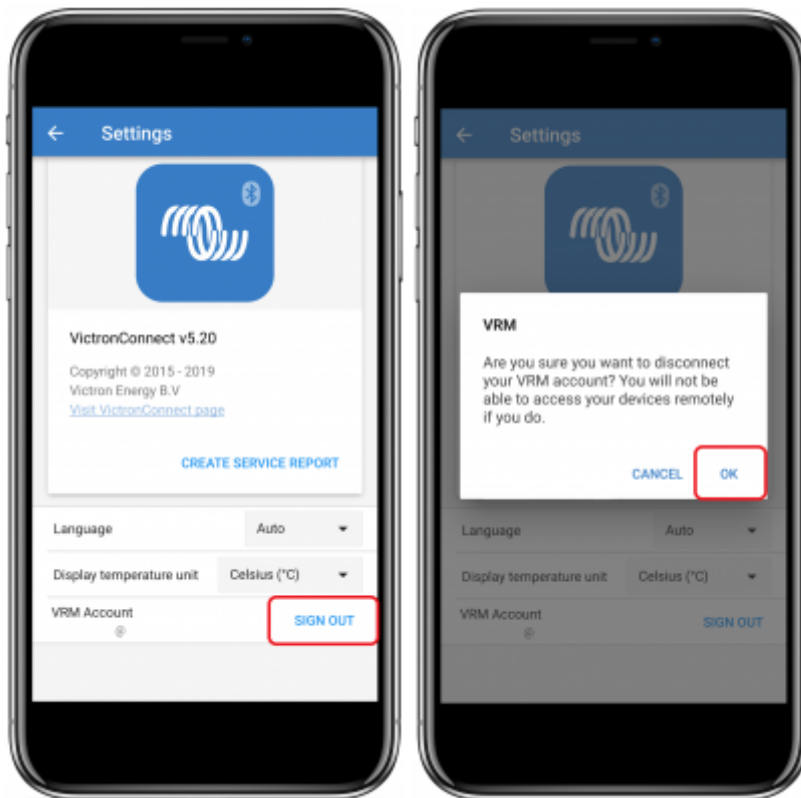 Settings
VictronConnect v5.20
Copyright © 2015 - 2019
Victron Energy B.V
Visit VictronConnect page
CREATE SERVICE REPORT
Language Auto
Display temperature unit Celsius (°C)
VRM Account
@
SIGN OUT
Settings
VRM
Are you sure you want to disconnect
your VRM account? You will not be
able to access your devices remotely
if you do.
CANCEL OK
Language Auto
Display temperature unit Celsius (°C)
VRM Account
@
SIGN OUT